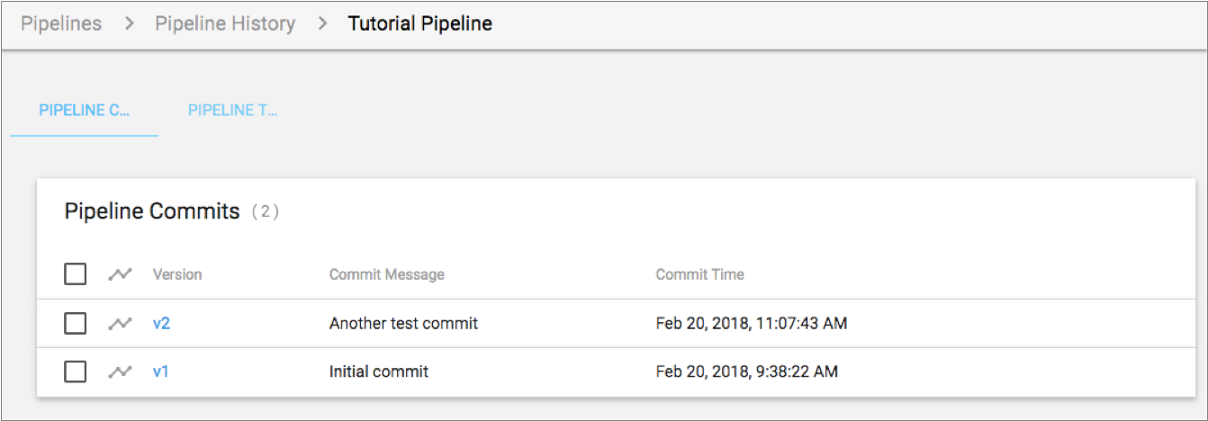 Pipelines > Pipeline History > Tutorial Pipeline
PIPELINE C... PIPELINE T...
Pipeline Commits (2)
Version Commit Message Commit Time
v2 Another test commit Feb 20, 2018, 11:07:43 AM
v1 Initial commit Feb 20, 2018, 9:38:22 AM